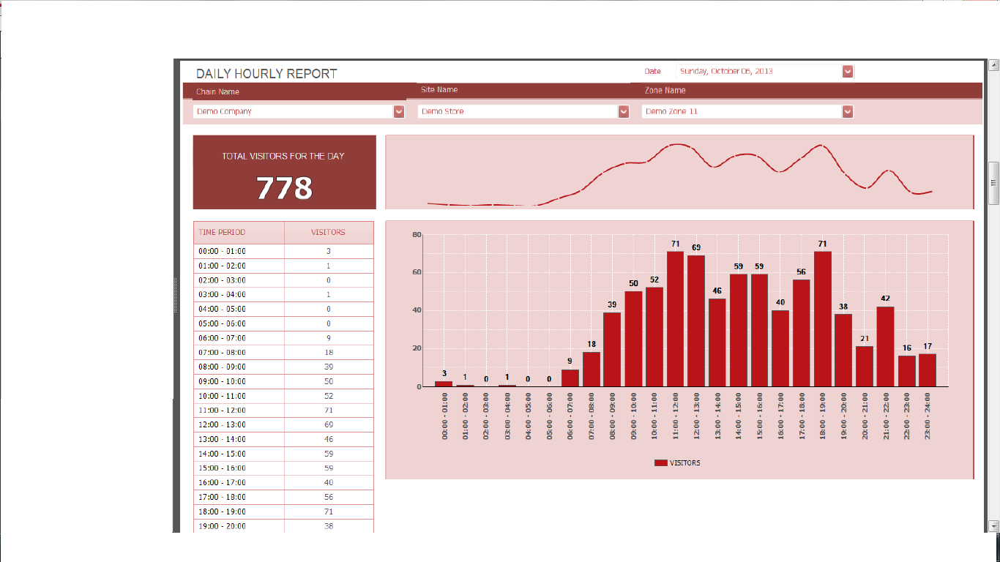 DAILY HOURLY REPORT
Date Sunday, October 06, 2013
Chain Name Site Name Zone Name
Demo Company Demo Store Demo Zone 11
TOTAL VISITORS FOR THE DAY
778
TIME PERIOD VISITORS
00:00 - 01:00 3
01:00 - 02:00 1
02:00 - 03:00 0
03:00 - 04:00 1
04:00 - 05:00 0
05:00 - 06:00 0
06:00 - 07:00 9
07:00 - 08:00 18
08:00 - 09:00 39
09:00 - 10:00 50
10:00 - 11:00 52
11:00 - 12:00 71
12:00 - 13:00 69
13:00 - 14:00 46
14:00 - 15:00 59
15:00 - 16:00 59
16:00 - 17:00 40
17:00 - 18:00 56
18:00 - 19:00 71
19:00 - 20:00 38
80
60
40
20
0
3 1 0 1 0 0 9 18 39 50 52 71 69 46 59 59 40 56 71 38 21 42 16 17
00:00 - 01:00
01:00 - 02:00
02:00 - 03:00
03:00 - 04:00
04:00 - 05:00
05:00 - 06:00
06:00 - 07:00
07:00 - 08:00
08:00 - 09:00
09:00 - 10:00
10:00 - 11:00
11:00 - 12:00
12:00 - 13:00
13:00 - 14:00
14:00 - 15:00
15:00 - 16:00
16:00 - 17:00
17:00 - 18:00
18:00 - 19:00
19:00 - 20:00
20:00 - 21:00
21:00 - 22:00
22:00 - 23:00
23:00 - 24:00
VISITORS